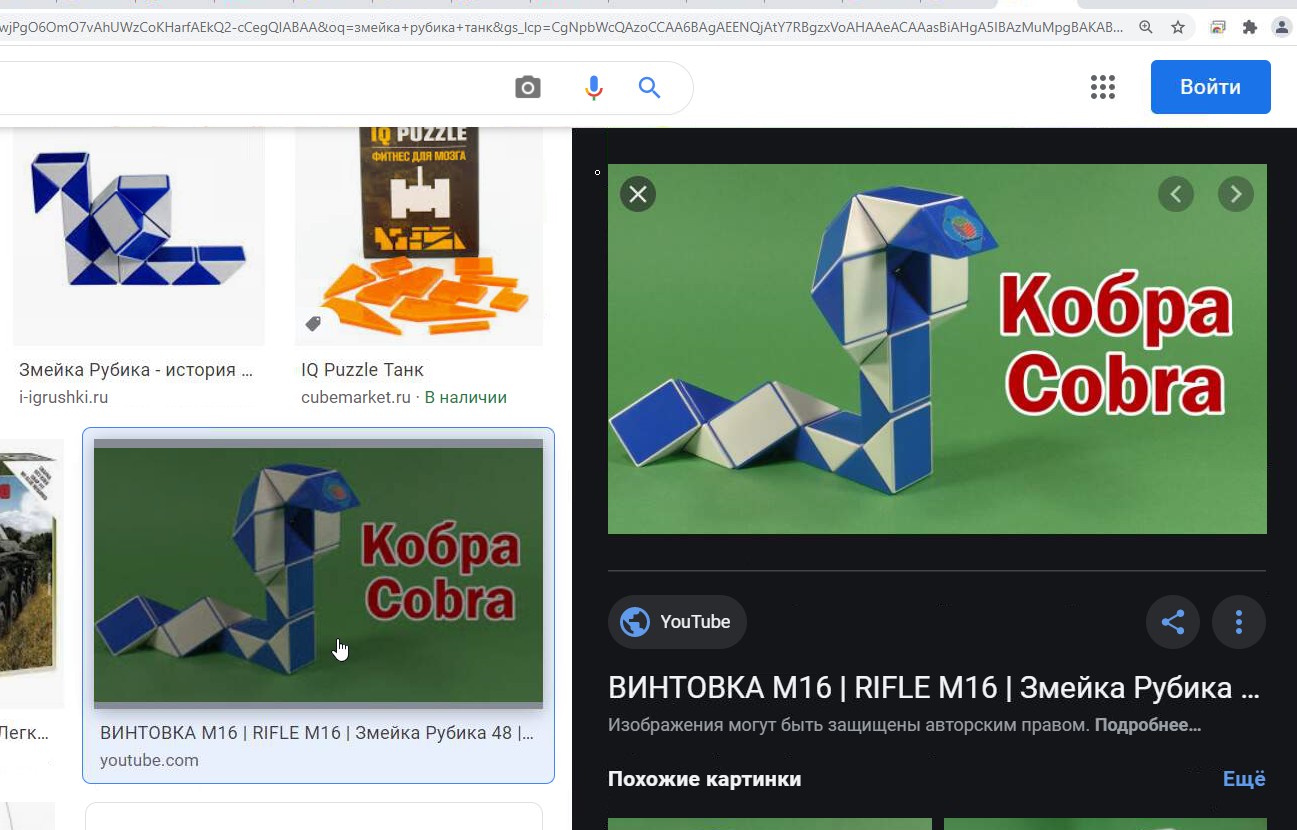 wjPgO6OmO7vAhUWzCoKHarfAEkQ2-cCegQIABAA&oq=змейка+рубика+танк&gs_lcp=CgNpbWcQAzoCCAA6BAgAEENQjAtY7RBgzxVoAHAAeACAAasBiAHgA5IBAzMuMpgBAKAB...
Войти
IQ PUZZLE
ФИТНЕС ДЛЯ МОЗГА
Змейка Рубика - история ...
i-igrushki.ru
IQ Puzzle Танк
cubemarket.ru · В наличии
Кобра
Cobra
Легк...
Кобра
Cobra
ВИНТОВКА М16 | RIFLE M16 | Змейка Рубика 48 |...
youtube.com
YouTube
ВИНТОВКА М16 | RIFLE M16 | Змейка Рубика ...
Изображения могут быть защищены авторским правом. Подробнее...
Похожие картинки
Ещё